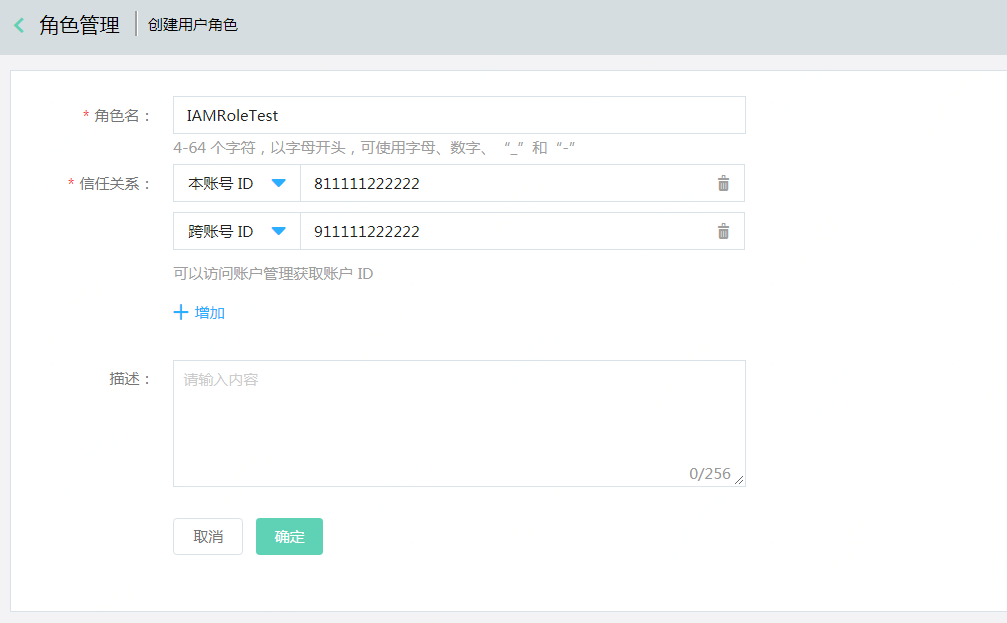 角色管理 创建用户角色
* 角色名： IAMRoleTest
4-64 个字符，以字母开头，可使用字母、数字、“_”和“-”
* 信任关系： 本账号 ID 811111222222
跨账号 ID 911111222222
可以访问账户管理获取账户 ID
+ 增加
描述： 请输入内容
0/256
取消 确定